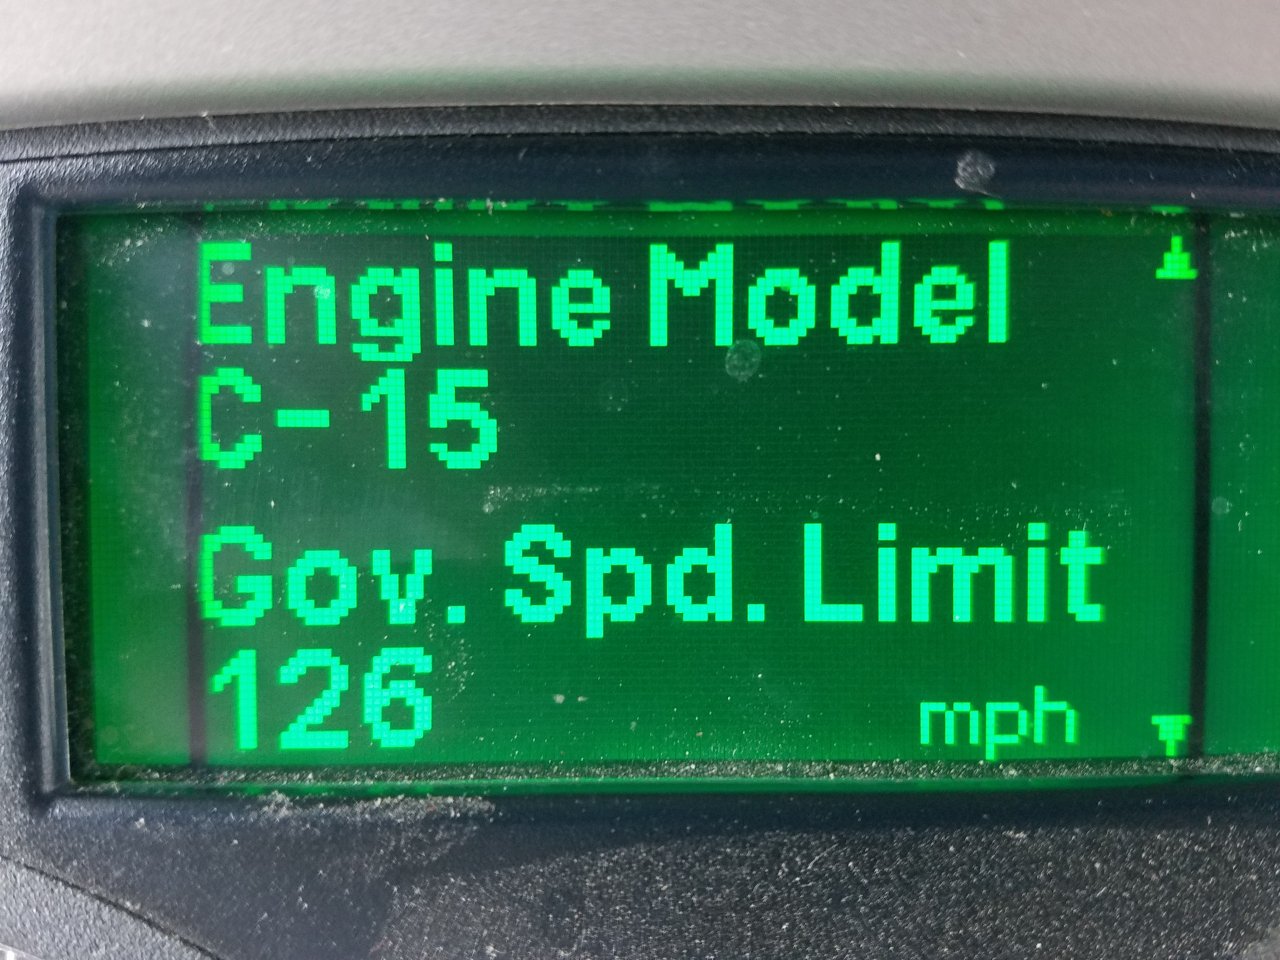 Engine Model
C-15
Gov. Spd. Limit
126 mph